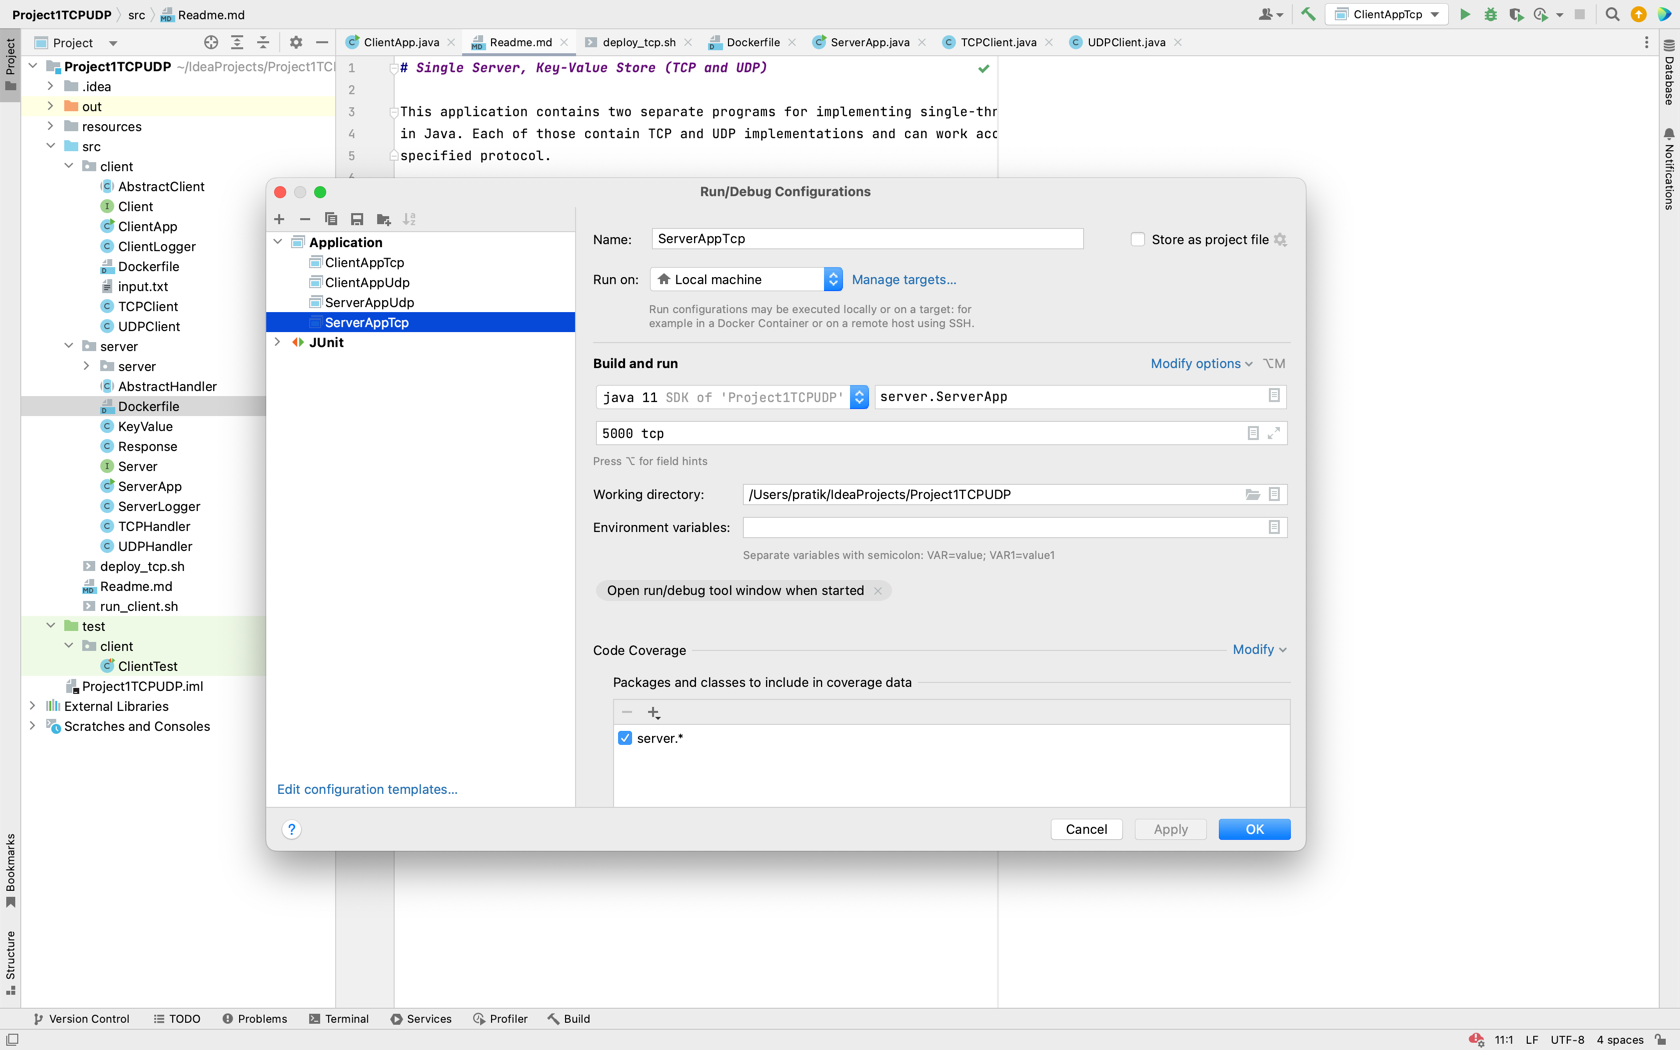 Project1TCPUDP src Readme.md
ClientAppTcp
Project
ClientApp.java Readme.md deploy_tcp.sh Dockerfile ServerApp.java TCPClient.java UDPClient.java
Project
Database
Notifications
Bookmarks
Structure
Project1TCPUDP ~/IdeaProjects/Project1TCI
.idea
out
resources
src
client
AbstractClient
Client
ClientApp
ClientLogger
Dockerfile
input.txt
TCPClient
UDPClient
server
server
AbstractHandler
Dockerfile
KeyValue
Response
Server
ServerApp
ServerLogger
TCPHandler
UDPHandler
deploy_tcp.sh
Readme.md
run_client.sh
test
client
ClientTest
Project1TCPUDP.iml
External Libraries
Scratches and Consoles
1 # Single Server, Key-Value Store (TCP and UDP)
2
3 This application contains two separate programs for implementing single-thr
4 in Java. Each of those contain TCP and UDP implementations and can work acc
5 specified protocol.
Run/Debug Configurations
Application
ClientAppTcp
ClientAppUdp
ServerAppUdp
ServerAppTcp
JUnit
Edit configuration templates...
Name: ServerAppTcp Store as project file
Run on: Local machine Manage targets...
Run configurations may be executed locally or on a target: for
example in a Docker Container or on a remote host using SSH.
Build and run Modify options ⌥M
java 11 SDK of 'Project1TCPUDP' server.ServerApp
5000 tcp
Press ⌥ for field hints
Working directory: /Users/pratik/IdeaProjects/Project1TCPUDP
Environment variables:
Separate variables with semicolon: VAR=value; VAR1=value1
Open run/debug tool window when started
Code Coverage Modify
Packages and classes to include in coverage data
server.*
? Cancel Apply OK
Version Control TODO Problems Terminal Services Profiler Build
11:1 LF UTF-8 4 spaces